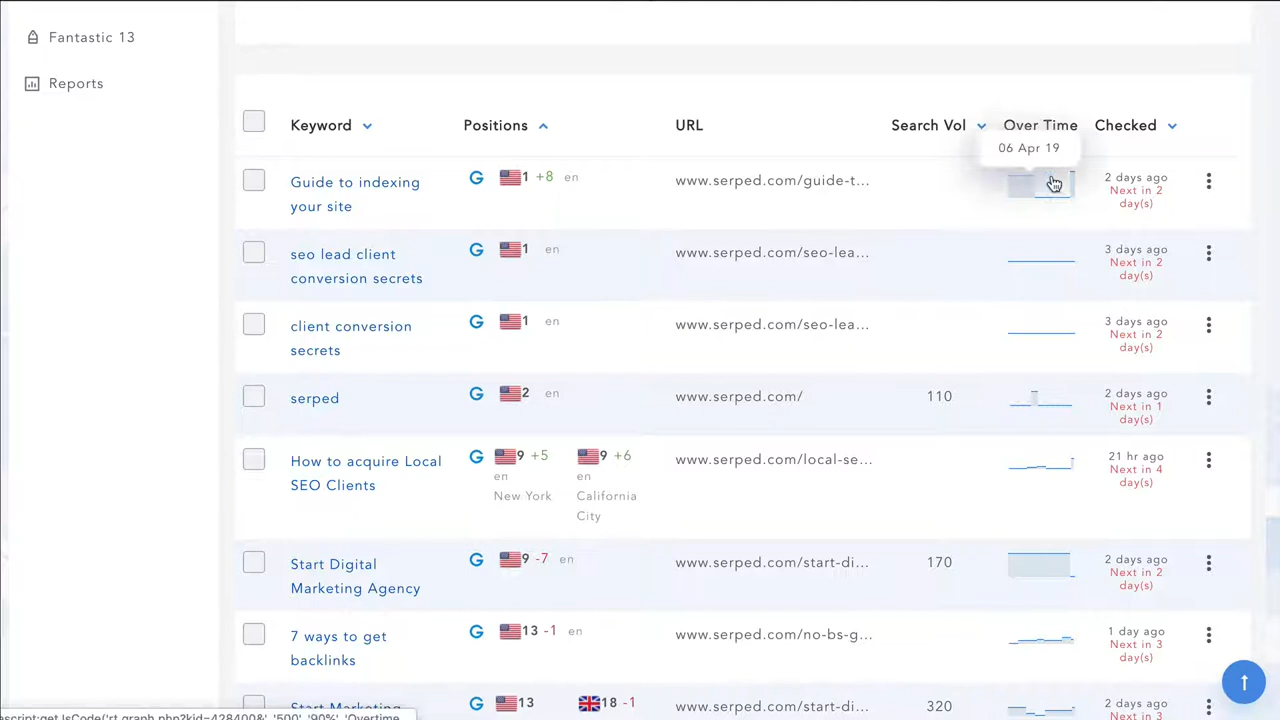 Fantastic 13
Reports
Keyword Positions URL Search Vol Over Time Checked
06 Apr 19
Guide to indexing
your site
G 1 +8 en
www.serped.com/guide-t...
2 days ago
Next in 2
day(s)
seo lead client
conversion secrets
G 1 en
www.serped.com/seo-lea...
3 days ago
Next in 2
day(s)
client conversion
secrets
G 1 en
www.serped.com/seo-lea...
3 days ago
Next in 2
day(s)
serped
G 2 en
www.serped.com/
110
2 days ago
Next in 1
day(s)
How to acquire Local
SEO Clients
G 9 +5 9 +6
en en
New York California
City
www.serped.com/local-se...
21 hr ago
Next in 4
day(s)
Start Digital
Marketing Agency
G 9 -7 en
www.serped.com/start-di...
170
2 days ago
Next in 2
day(s)
7 ways to get
backlinks
G 13 -1 en
www.serped.com/no-bs-g...
1 day ago
Next in 3
day(s)
Start Marketing
G 13 18 -1
www.serped.com/start-di...
320
2 days ago